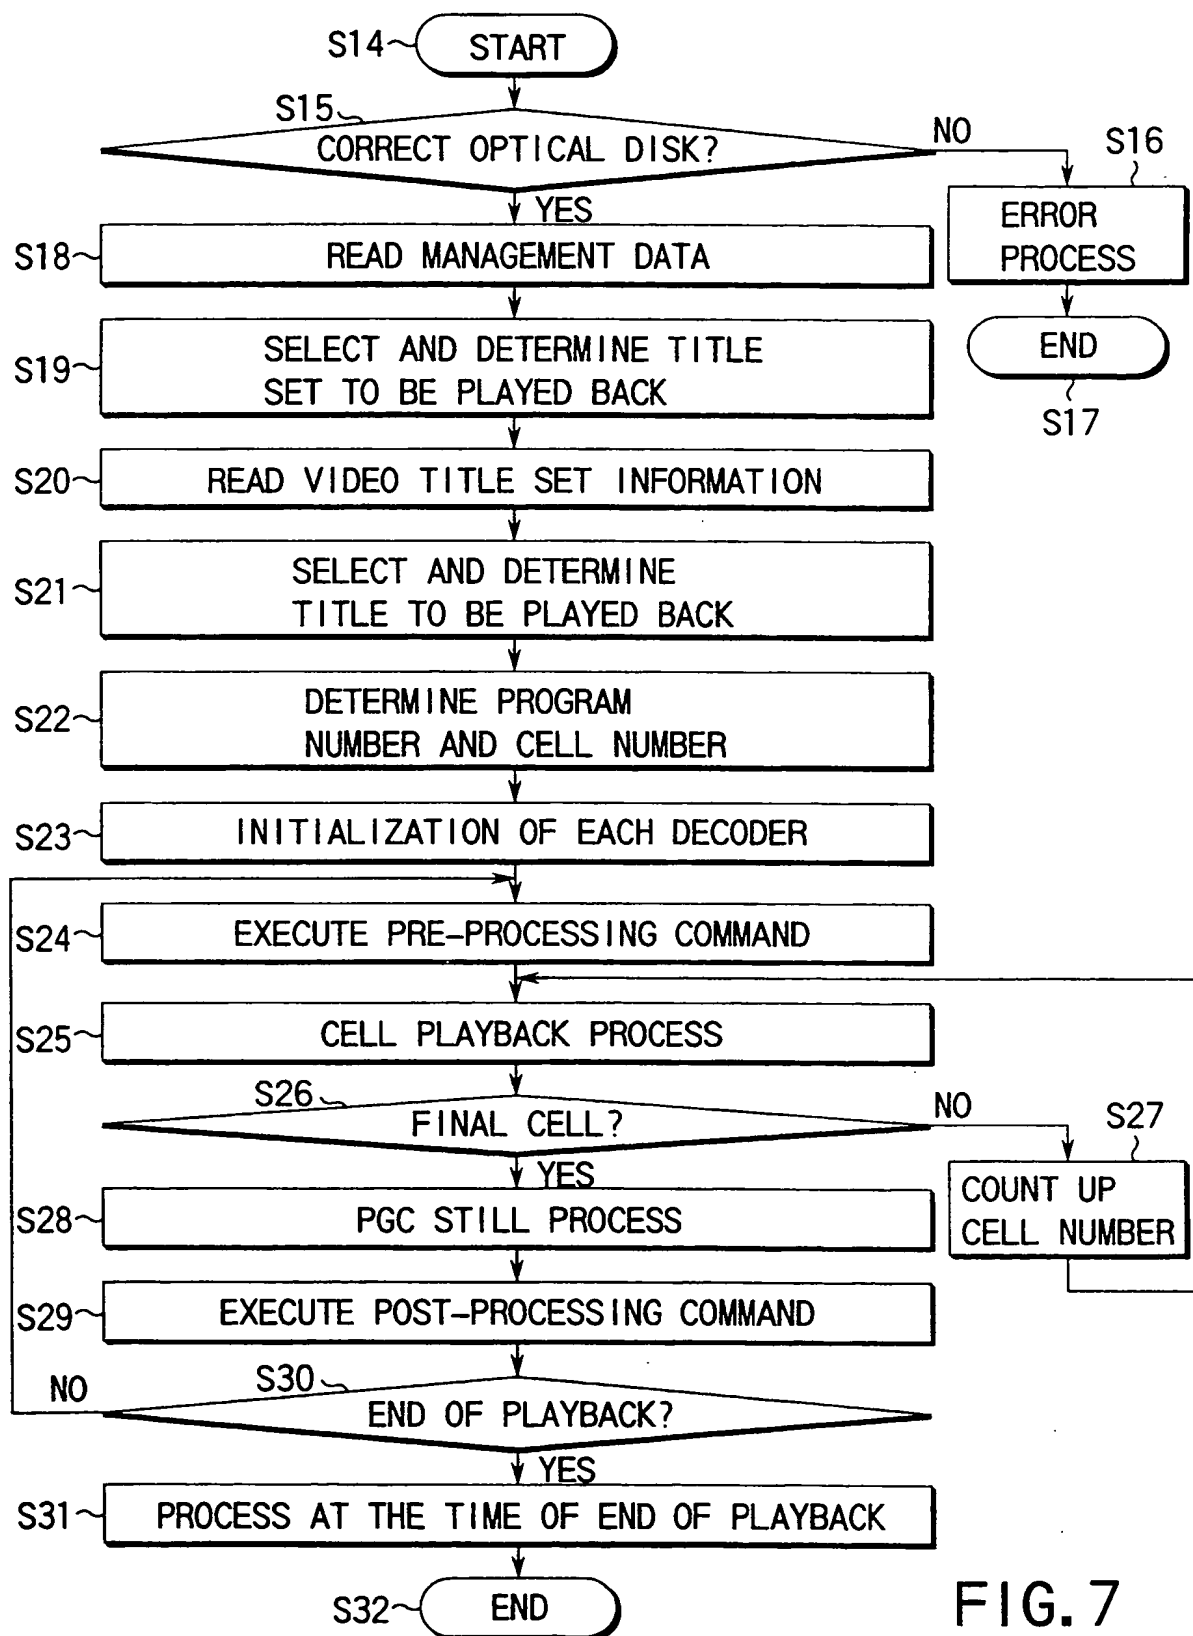 S14
START
S15
CORRECT OPTICAL DISK?
NO
S16
YES
ERROR
PROCESS
S18
READ MANAGEMENT DATA
END
S17
S19
SELECT AND DETERMINE TITLE
SET TO BE PLAYED BACK
S20
READ VIDEO TITLE SET INFORMATION
S21
SELECT AND DETERMINE
TITLE TO BE PLAYED BACK
S22
DETERMINE PROGRAM
NUMBER AND CELL NUMBER
S23
INITIALIZATION OF EACH DECODER
S24
EXECUTE PRE-PROCESSING COMMAND
S25
CELL PLAYBACK PROCESS
S26
FINAL CELL?
NO
S27
YES
COUNT UP
CELL NUMBER
S28
PGC STILL PROCESS
S29
EXECUTE POST-PROCESSING COMMAND
S30
NO
END OF PLAYBACK?
YES
S31
PROCESS AT THE TIME OF END OF PLAYBACK
S32
END
FIG. 7